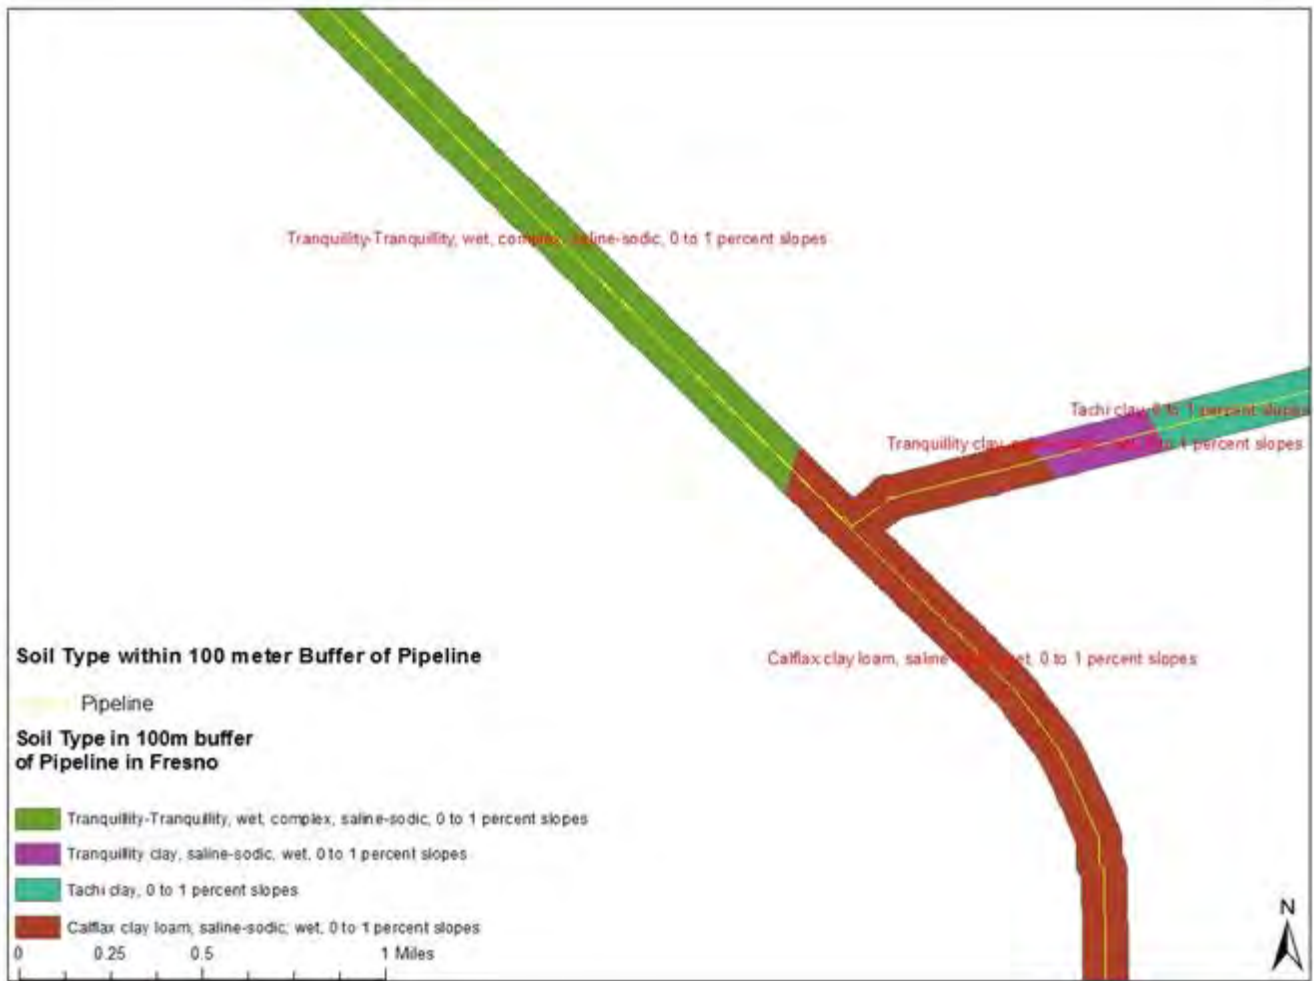 Tranquility-Tranquillity, wet, complex, saline-sodic, 0 to 1 percent slopes
Tachi clay, 0 to 1 percent slopes
Tranquillity clay, wet, 0 to 1 percent slopes
Calflax clay loam, saline wet, 0 to 1 percent slopes
Soil Type within 100 meter Buffer of Pipeline
Pipeline
Soil Type in 100m buffer
of Pipeline in Fresno
Tranquillity-Tranquillity, wet, complex, saline-sodic, 0 to 1 percent slopes
Tranquillity clay, saline-sodic, wet, 0 to 1 percent slopes
Tachi clay, 0 to 1 percent slopes
Calflax clay loam, saline-sodic, wet, 0 to 1 percent slopes
0 0.25 0.5 1 Miles
N